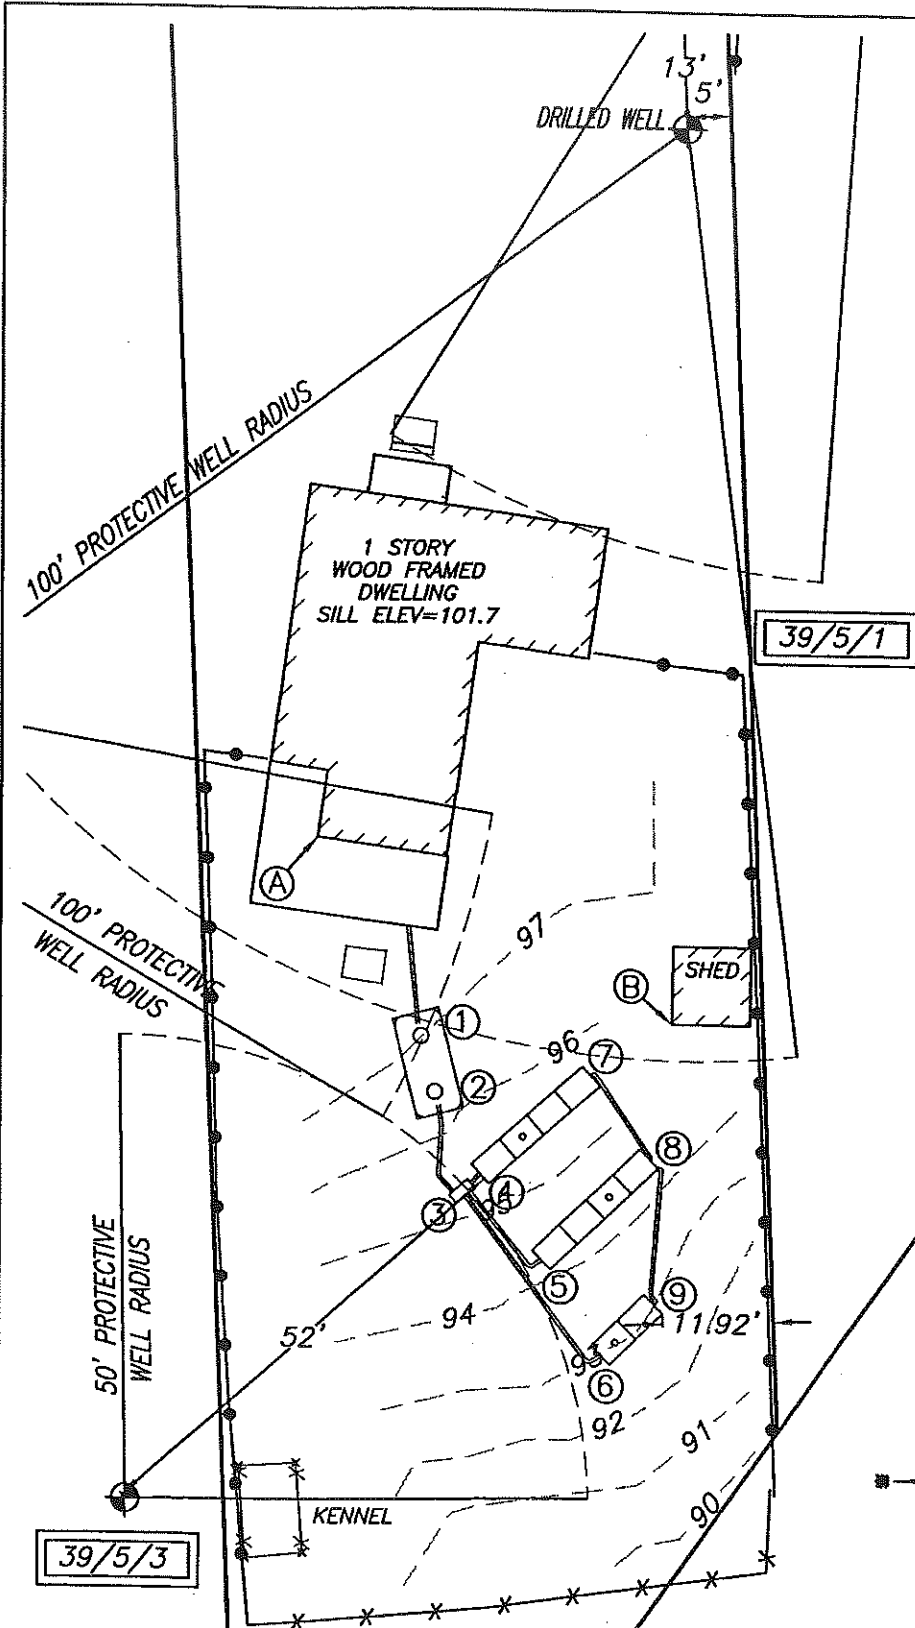 13'
5'
DRILLED WELL
100' PROTECTIVE WELL RADIUS
1 STORY
WOOD FRAMED
DWELLING
SILL ELEV=101.7
39/5/1
A
100' PROTECTIVE
WELL RADIUS
97
SHED
B
1
96
7
2
8
4
95
3
5
50' PROTECTIVE
WELL RADIUS
94
52'
9
11.92'
93
6
92
91
90
KENNEL
39/5/3